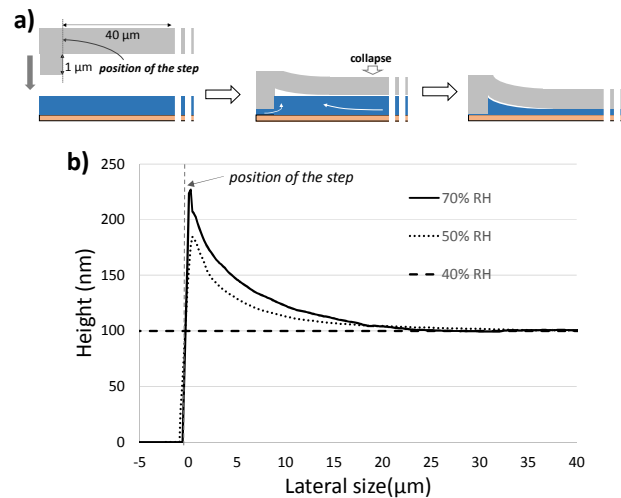 a)
40 µm
1 µm
position of the step
collapse
b)
250
200
150
100
50
0
Height (nm)
position of the step
70% RH
50% RH
40% RH
-5
0
5
10
15
20
25
30
35
40
Lateral size(µm)